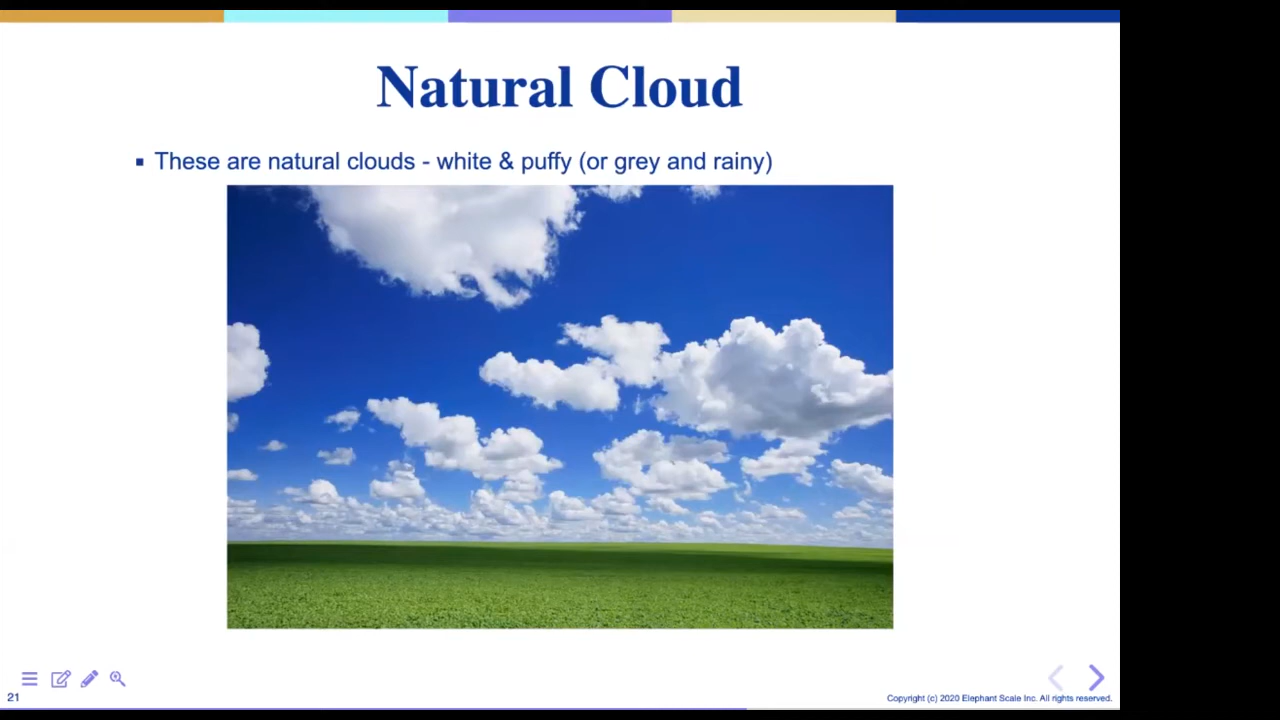 Natural Cloud
These are natural clouds - white & puffy (or grey and rainy)
21
Copyright (c) 2020 Elephant Scale Inc. All rights reserved.